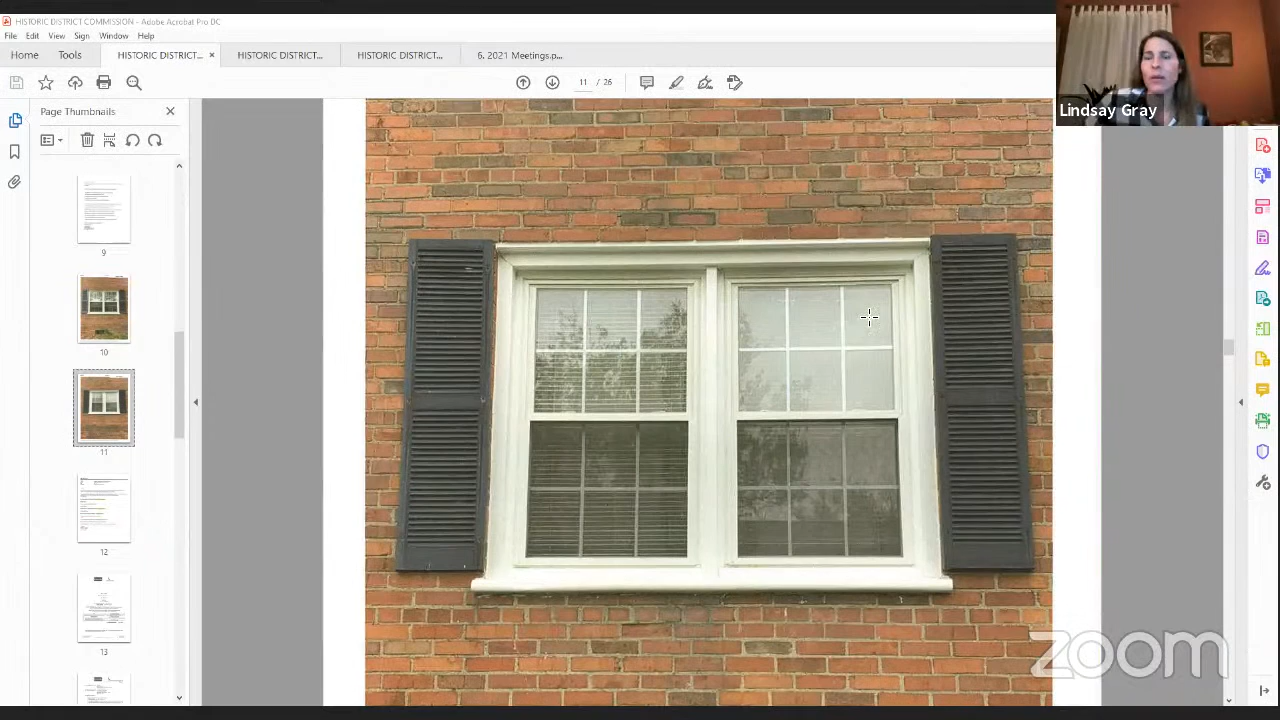 HISTORIC DISTRICT COMMISSION - Adobe Acrobat Pro DC
File Edit View Sign Window Help
Home Tools HISTORIC DISTRICT... × HISTORIC DISTRICT... HISTORIC DISTRICT... 6. 2021 Meetings.p...
11 / 26
Page Thumbnails ×
9
10
11
12
13
Lindsay Gray
zoom